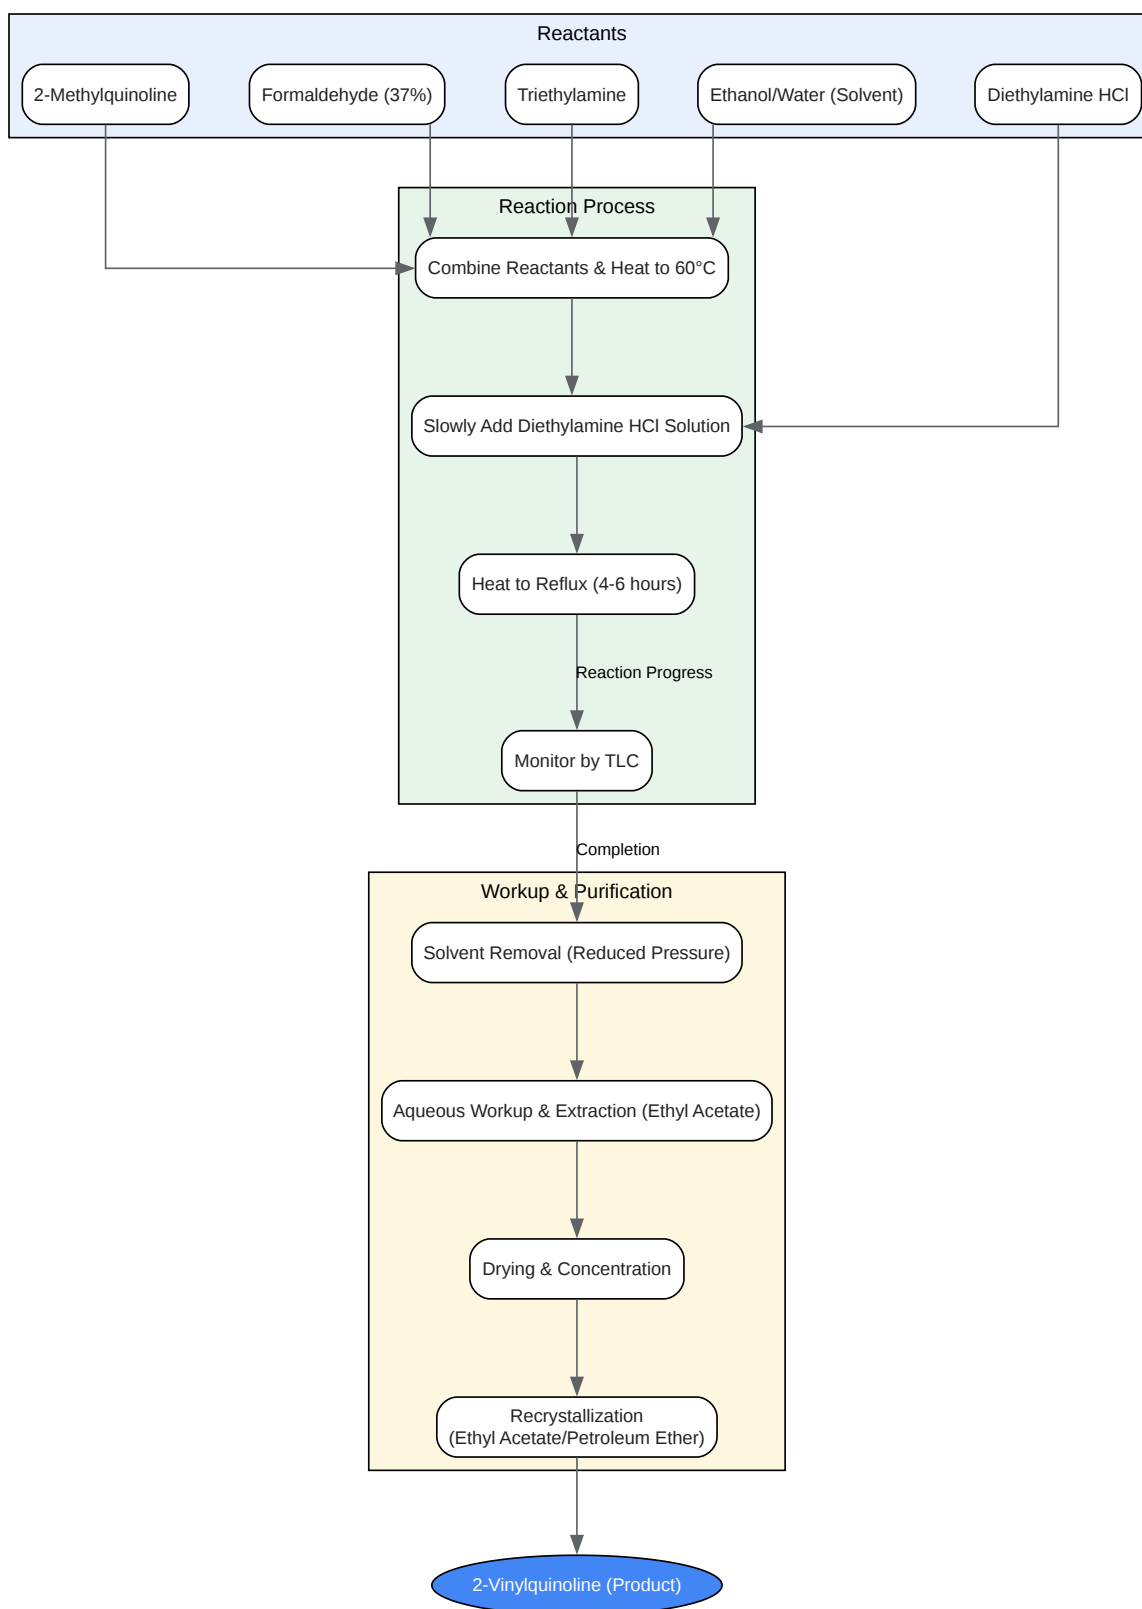 Reactants
2-Methylquinoline
Formaldehyde (37%)
Triethylamine
Ethanol/Water (Solvent)
Diethylamine HCl
Reaction Process
Combine Reactants & Heat to 60°C
Slowly Add Diethylamine HCl Solution
Heat to Reflux (4-6 hours)
Reaction Progress
Monitor by TLC
Completion
Workup & Purification
Solvent Removal (Reduced Pressure)
Aqueous Workup & Extraction (Ethyl Acetate)
Drying & Concentration
Recrystallization
(Ethyl Acetate/Petroleum Ether)
2-Vinylquinoline (Product)